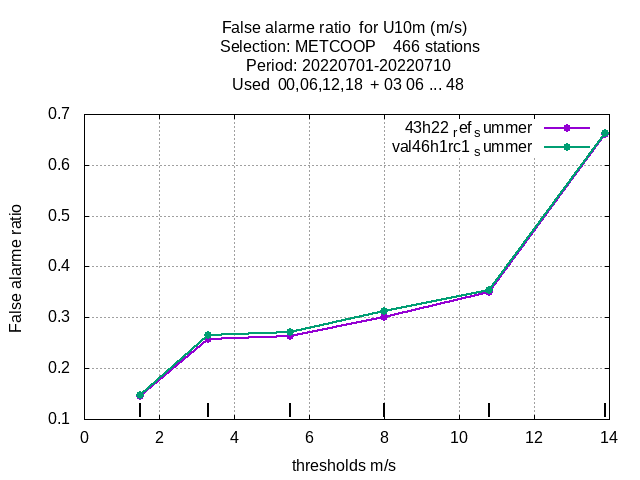 False alarme ratio  for U10m (m/s)
Selection: METCOOP    466 stations
Period: 20220701-20220710
Used  00,06,12,18  + 03 06 ... 48
0.7
0.6
0.5
0.4
0.3
0.2
0.1
False alarme ratio
43h22 ref summer
val46h1rc1 summer
0 2 4 6 8 10 12 14
thresholds m/s